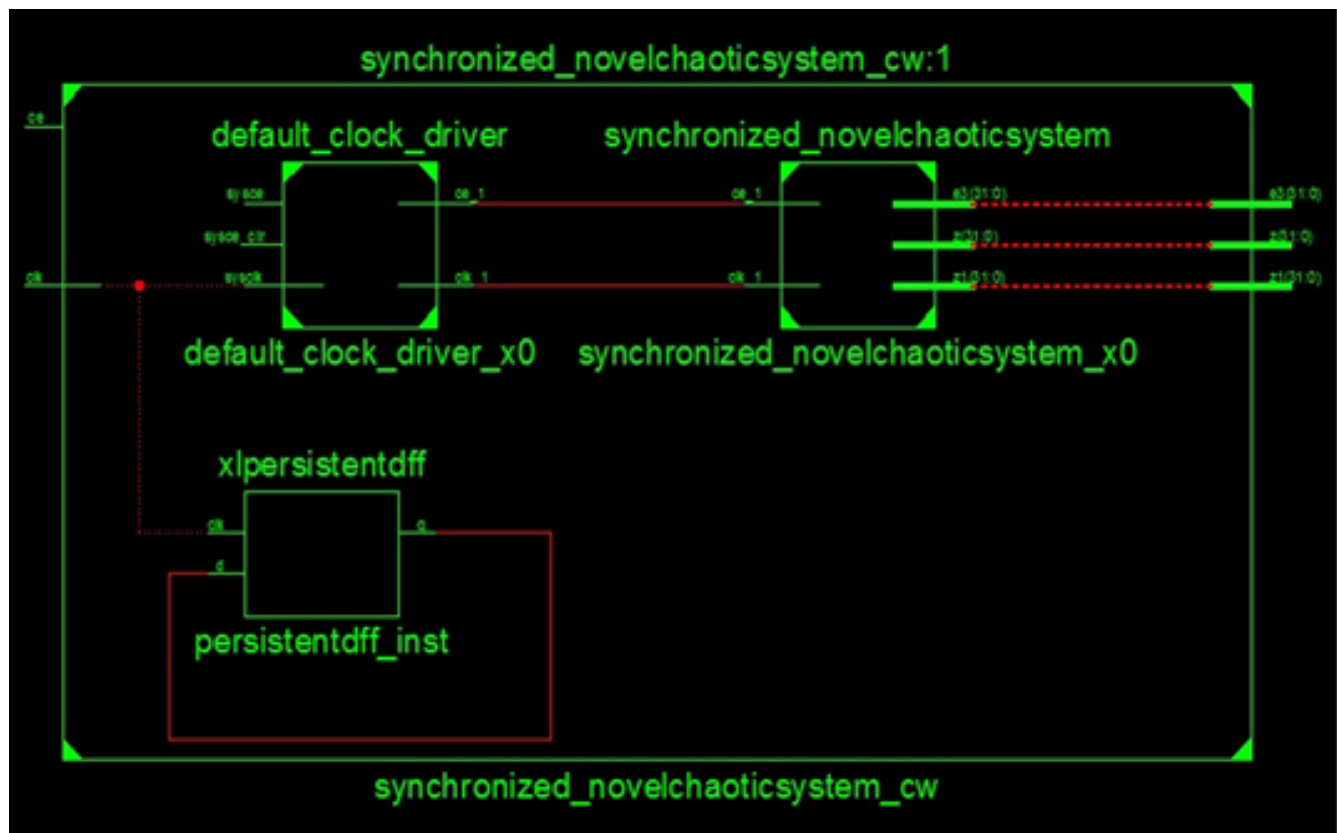 synchronized_novelchaoticsystem_cw:1
ce
default_clock_driver
synchronized_novelchaoticsystem
sysce
ce_1
ce_1
e3(31:0)
e3(31:0)
sysce_clr
z(31:0)
z(31:0)
clk
sysclk
clk_1
clk_1
z1(31:0)
z1(31:0)
default_clock_driver_x0
synchronized_novelchaoticsystem_x0
xlpersistentdff
clk
q
d
persistentdff_inst
synchronized_novelchaoticsystem_cw